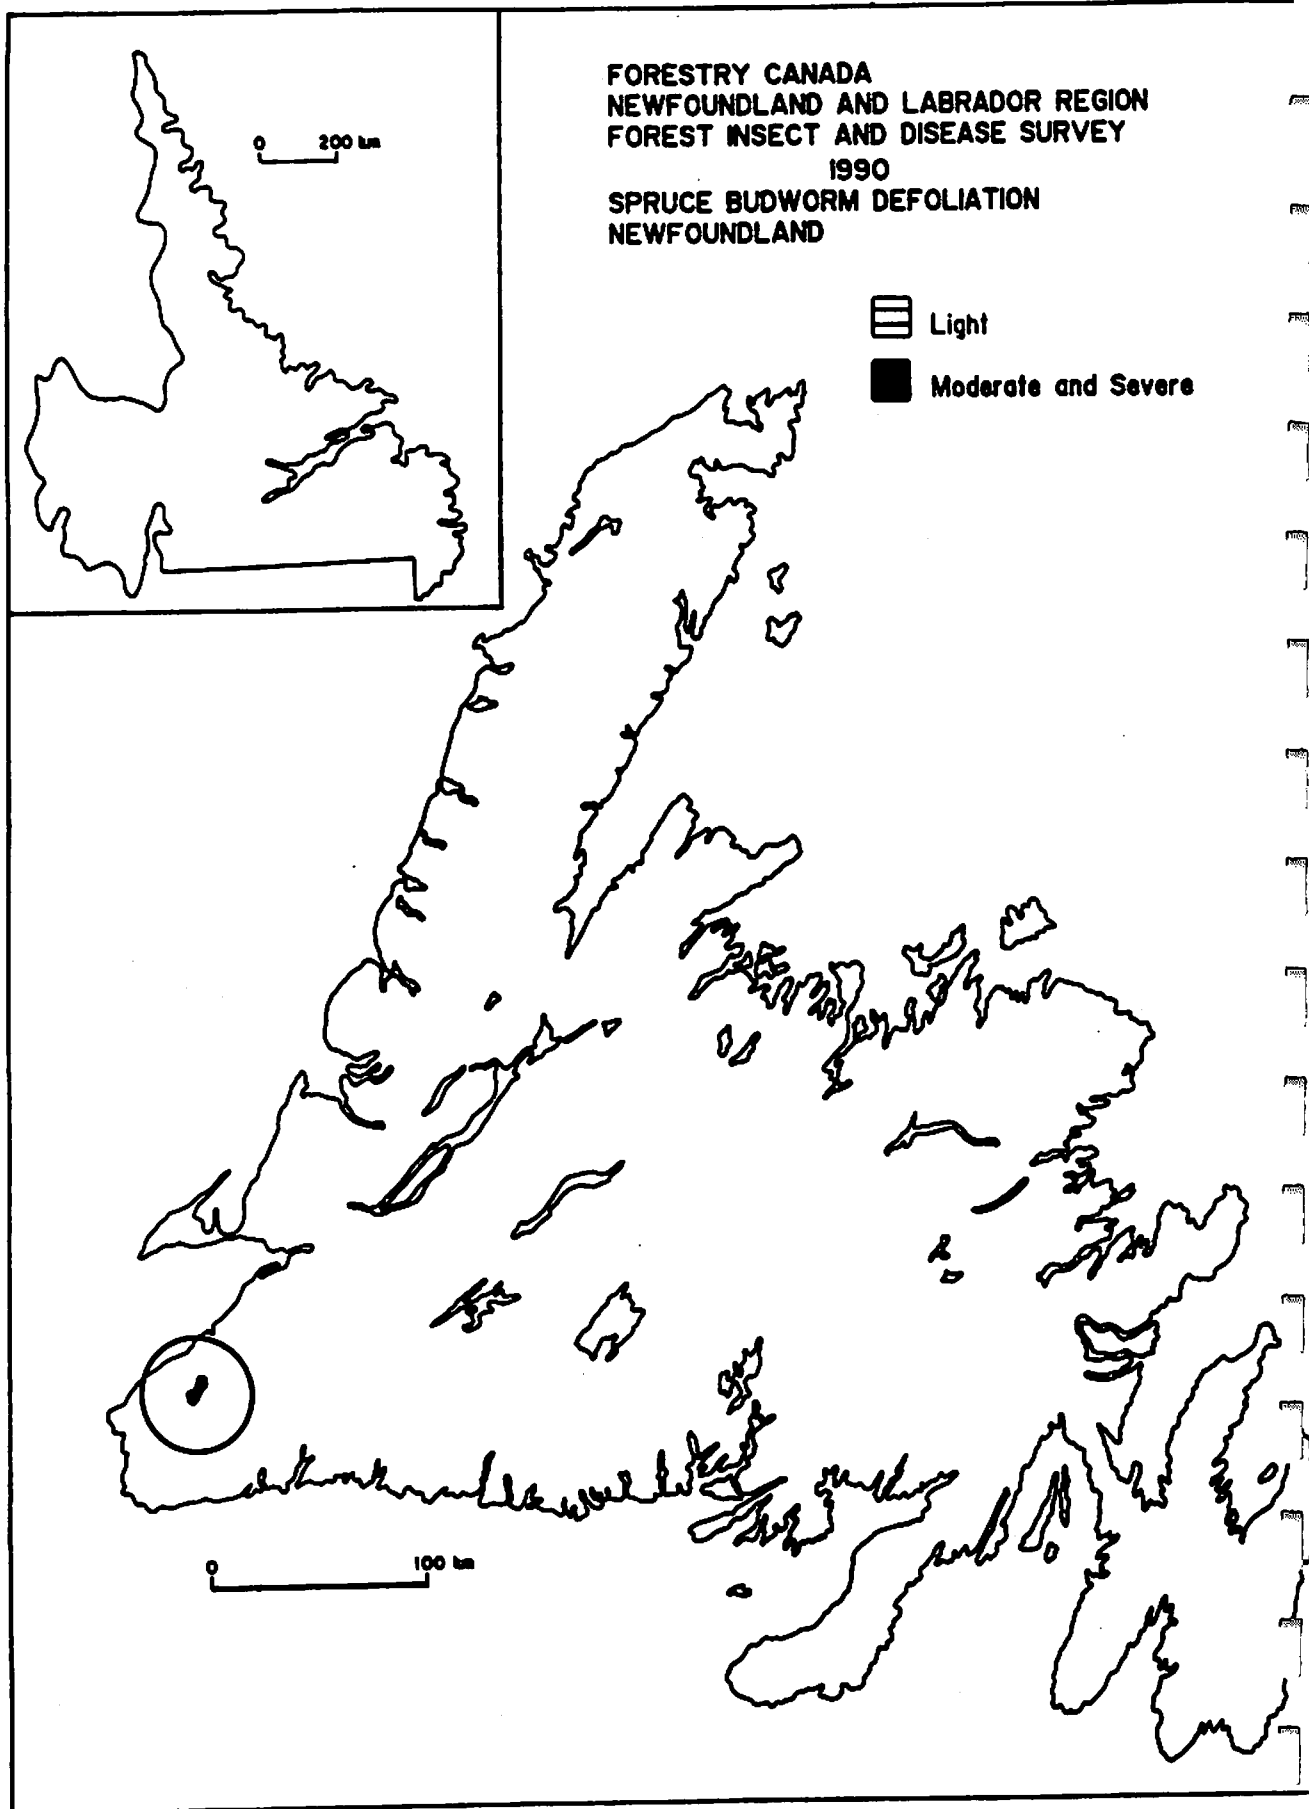 0 200 km
FORESTRY CANADA
NEWFOUNDLAND AND LABRADOR REGION
FOREST INSECT AND DISEASE SURVEY
1990
SPRUCE BUDWORM DEFOLIATION
NEWFOUNDLAND
Light
Moderate and Severe
0 100 km